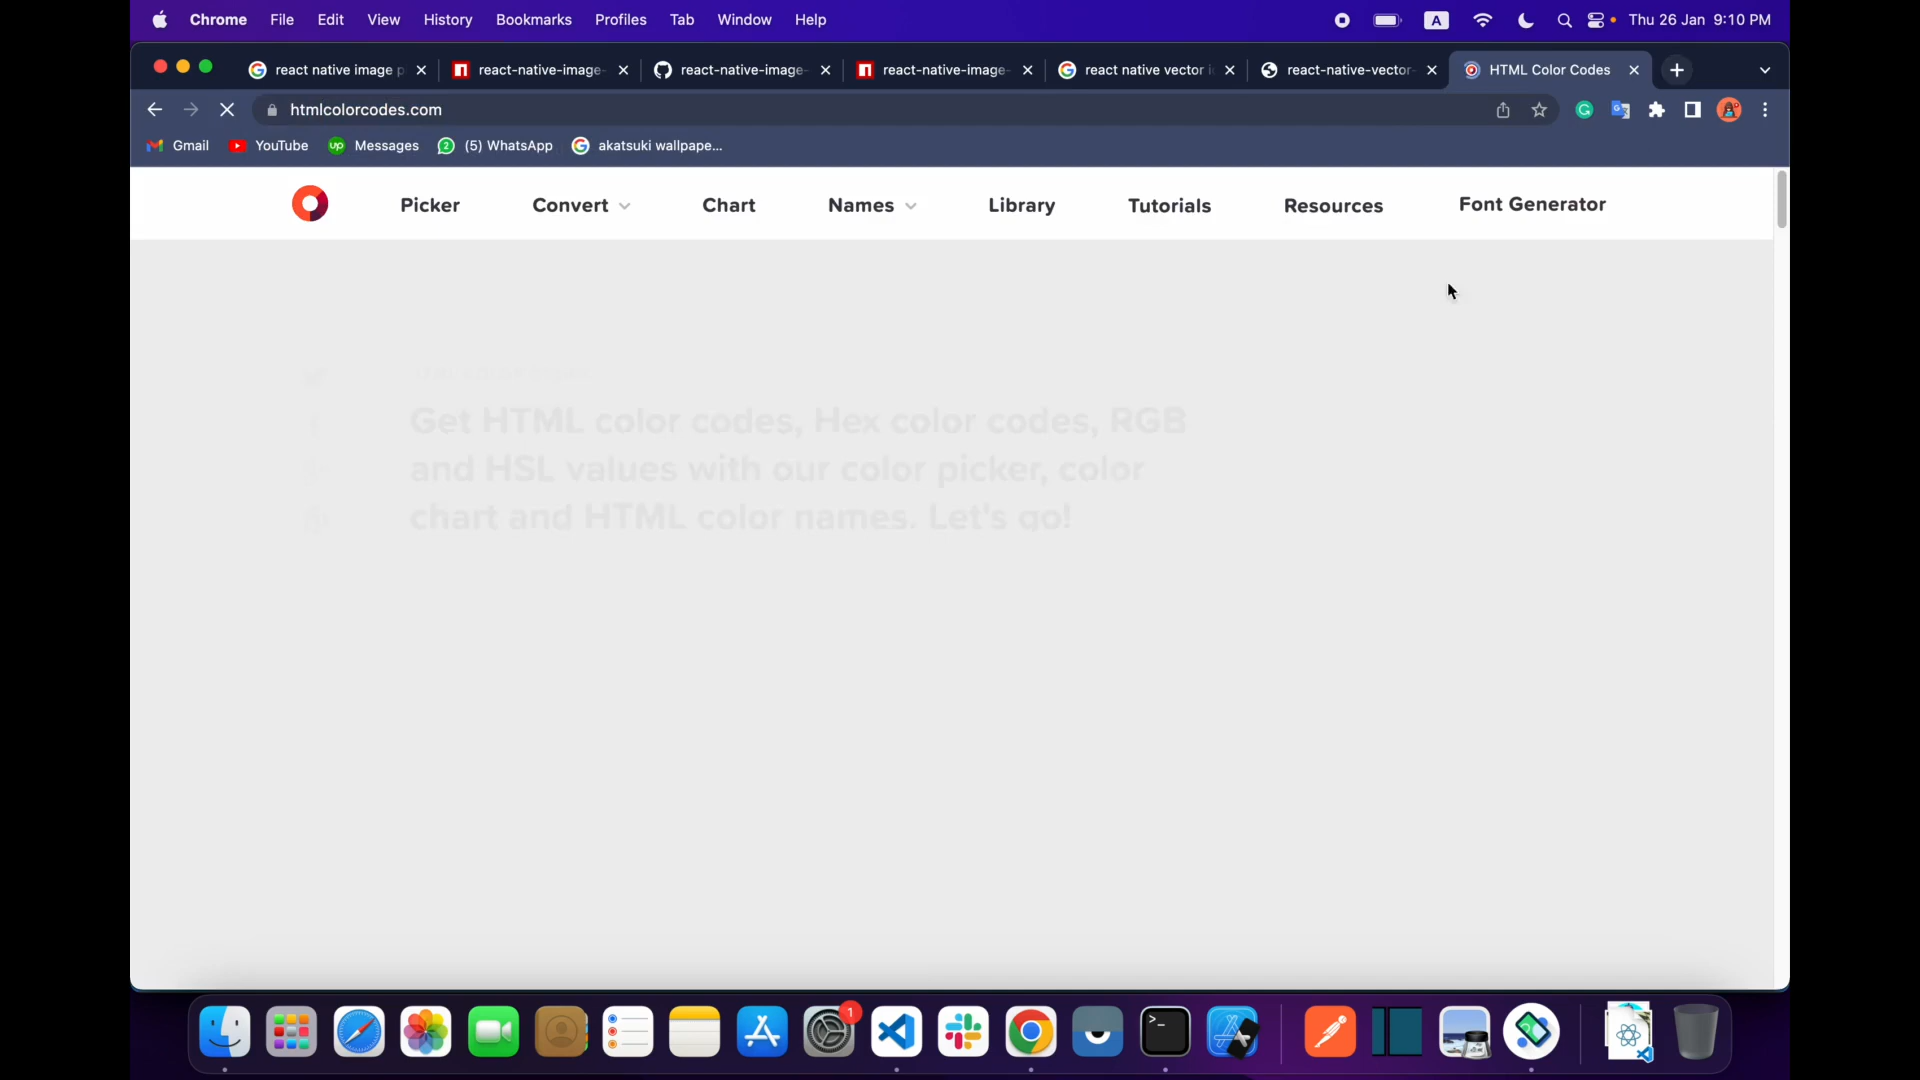 Chrome File Edit View History Bookmarks Profiles Tab Window Help A Thu 26 Jan 9:10 PM
react native image p react-native-image- react-native-image- react-native-image- react native vector i react-native-vector- HTML Color Codes
htmlcolorcodes.com
Gmail YouTube up Messages 2 (5) WhatsApp akatsuki wallpape...
Picker Convert Chart Names Library Tutorials Resources Font Generator
Get HTML color codes, Hex color codes, RGB
and HSL values with our color picker, color
chart and HTML color names. Let's go!
1